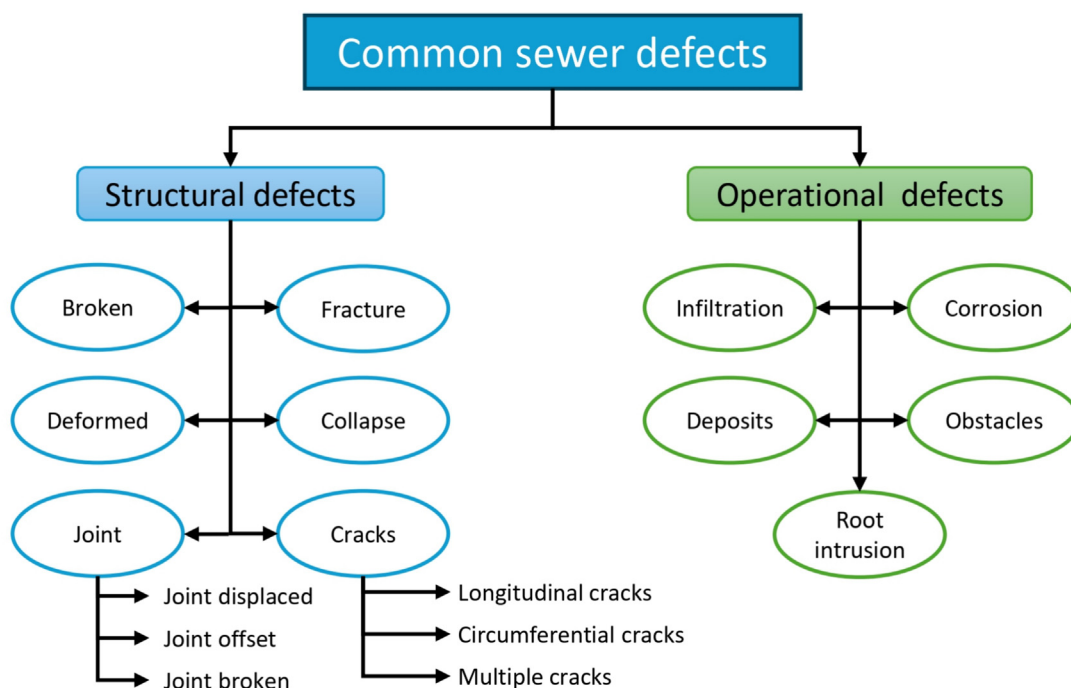 Common sewer defects
Structural defects
Operational defects
Broken
Fracture
Infiltration
Corrosion
Deformed
Collapse
Deposits
Obstacles
Joint
Cracks
Root
intrusion
Joint displaced
Joint offset
Joint broken
Longitudinal cracks
Circumferential cracks
Multiple cracks